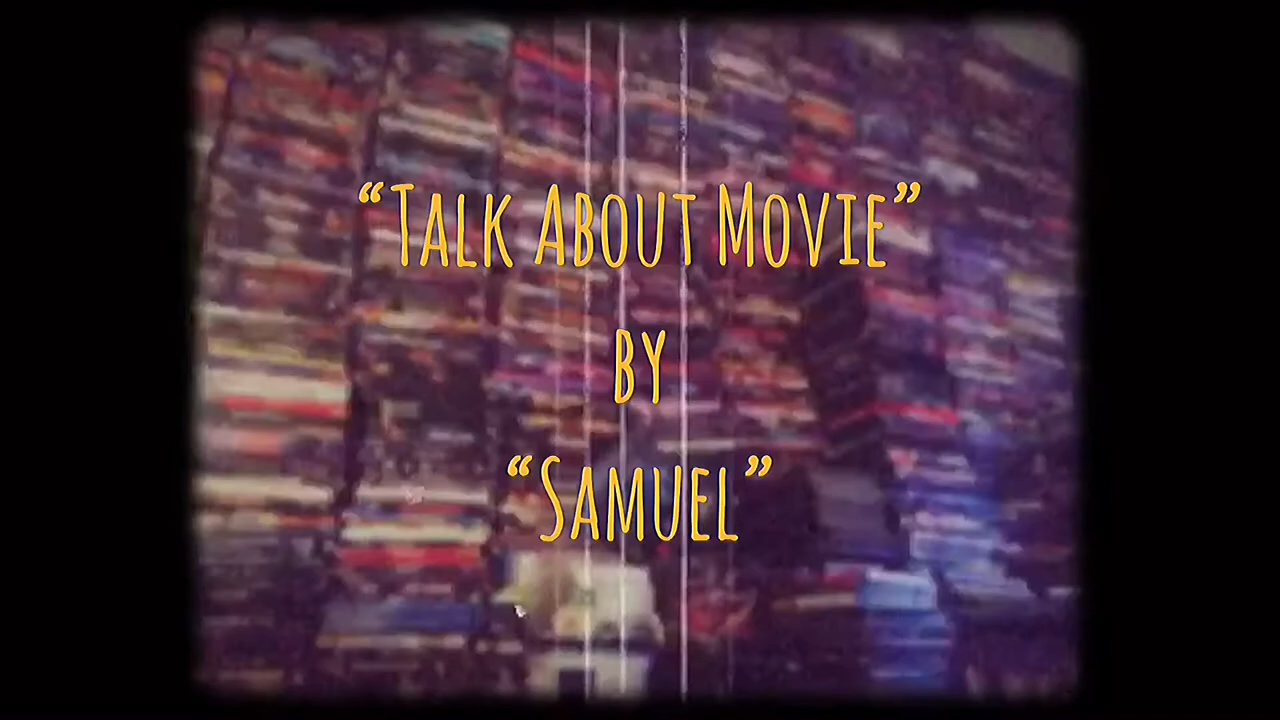 “Talk About Movie”
by
“Samuel”